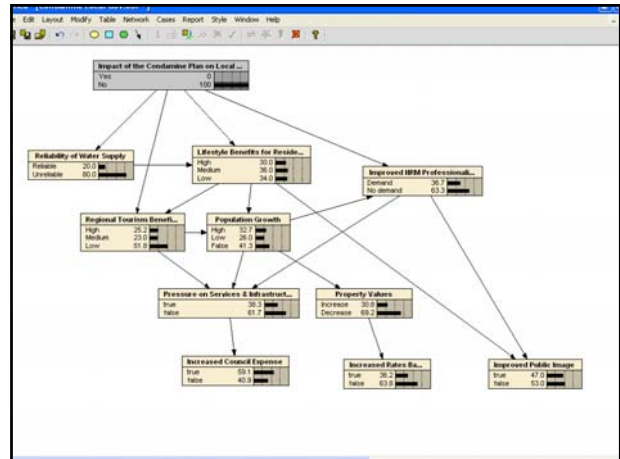 Edit Layout Modify Table Network Cases Report Style Window Help
Impact of the Condamine Plan on Local ...
Yes 0
No 100
Reliability of Water Supply
Reliable 20.0
Unreliable 80.0
Lifestyle Benefits for Reside...
High 30.0
Medium 36.0
Low 34.0
Improved NRM Professionali...
Demand 36.7
No demand 63.3
Regional Tourism Benefi...
High 25.2
Medium 23.0
Low 51.8
Population Growth
High 32.7
Low 26.0
False 41.3
Pressure on Services & Infrastruct...
true 38.3
false 61.7
Property Values
Increase 30.8
Decrease 69.2
Increased Council Expense
true 59.1
false 40.9
Increased Rates Ba...
true 36.2
false 63.8
Improved Public Image
true 47.0
false 53.0